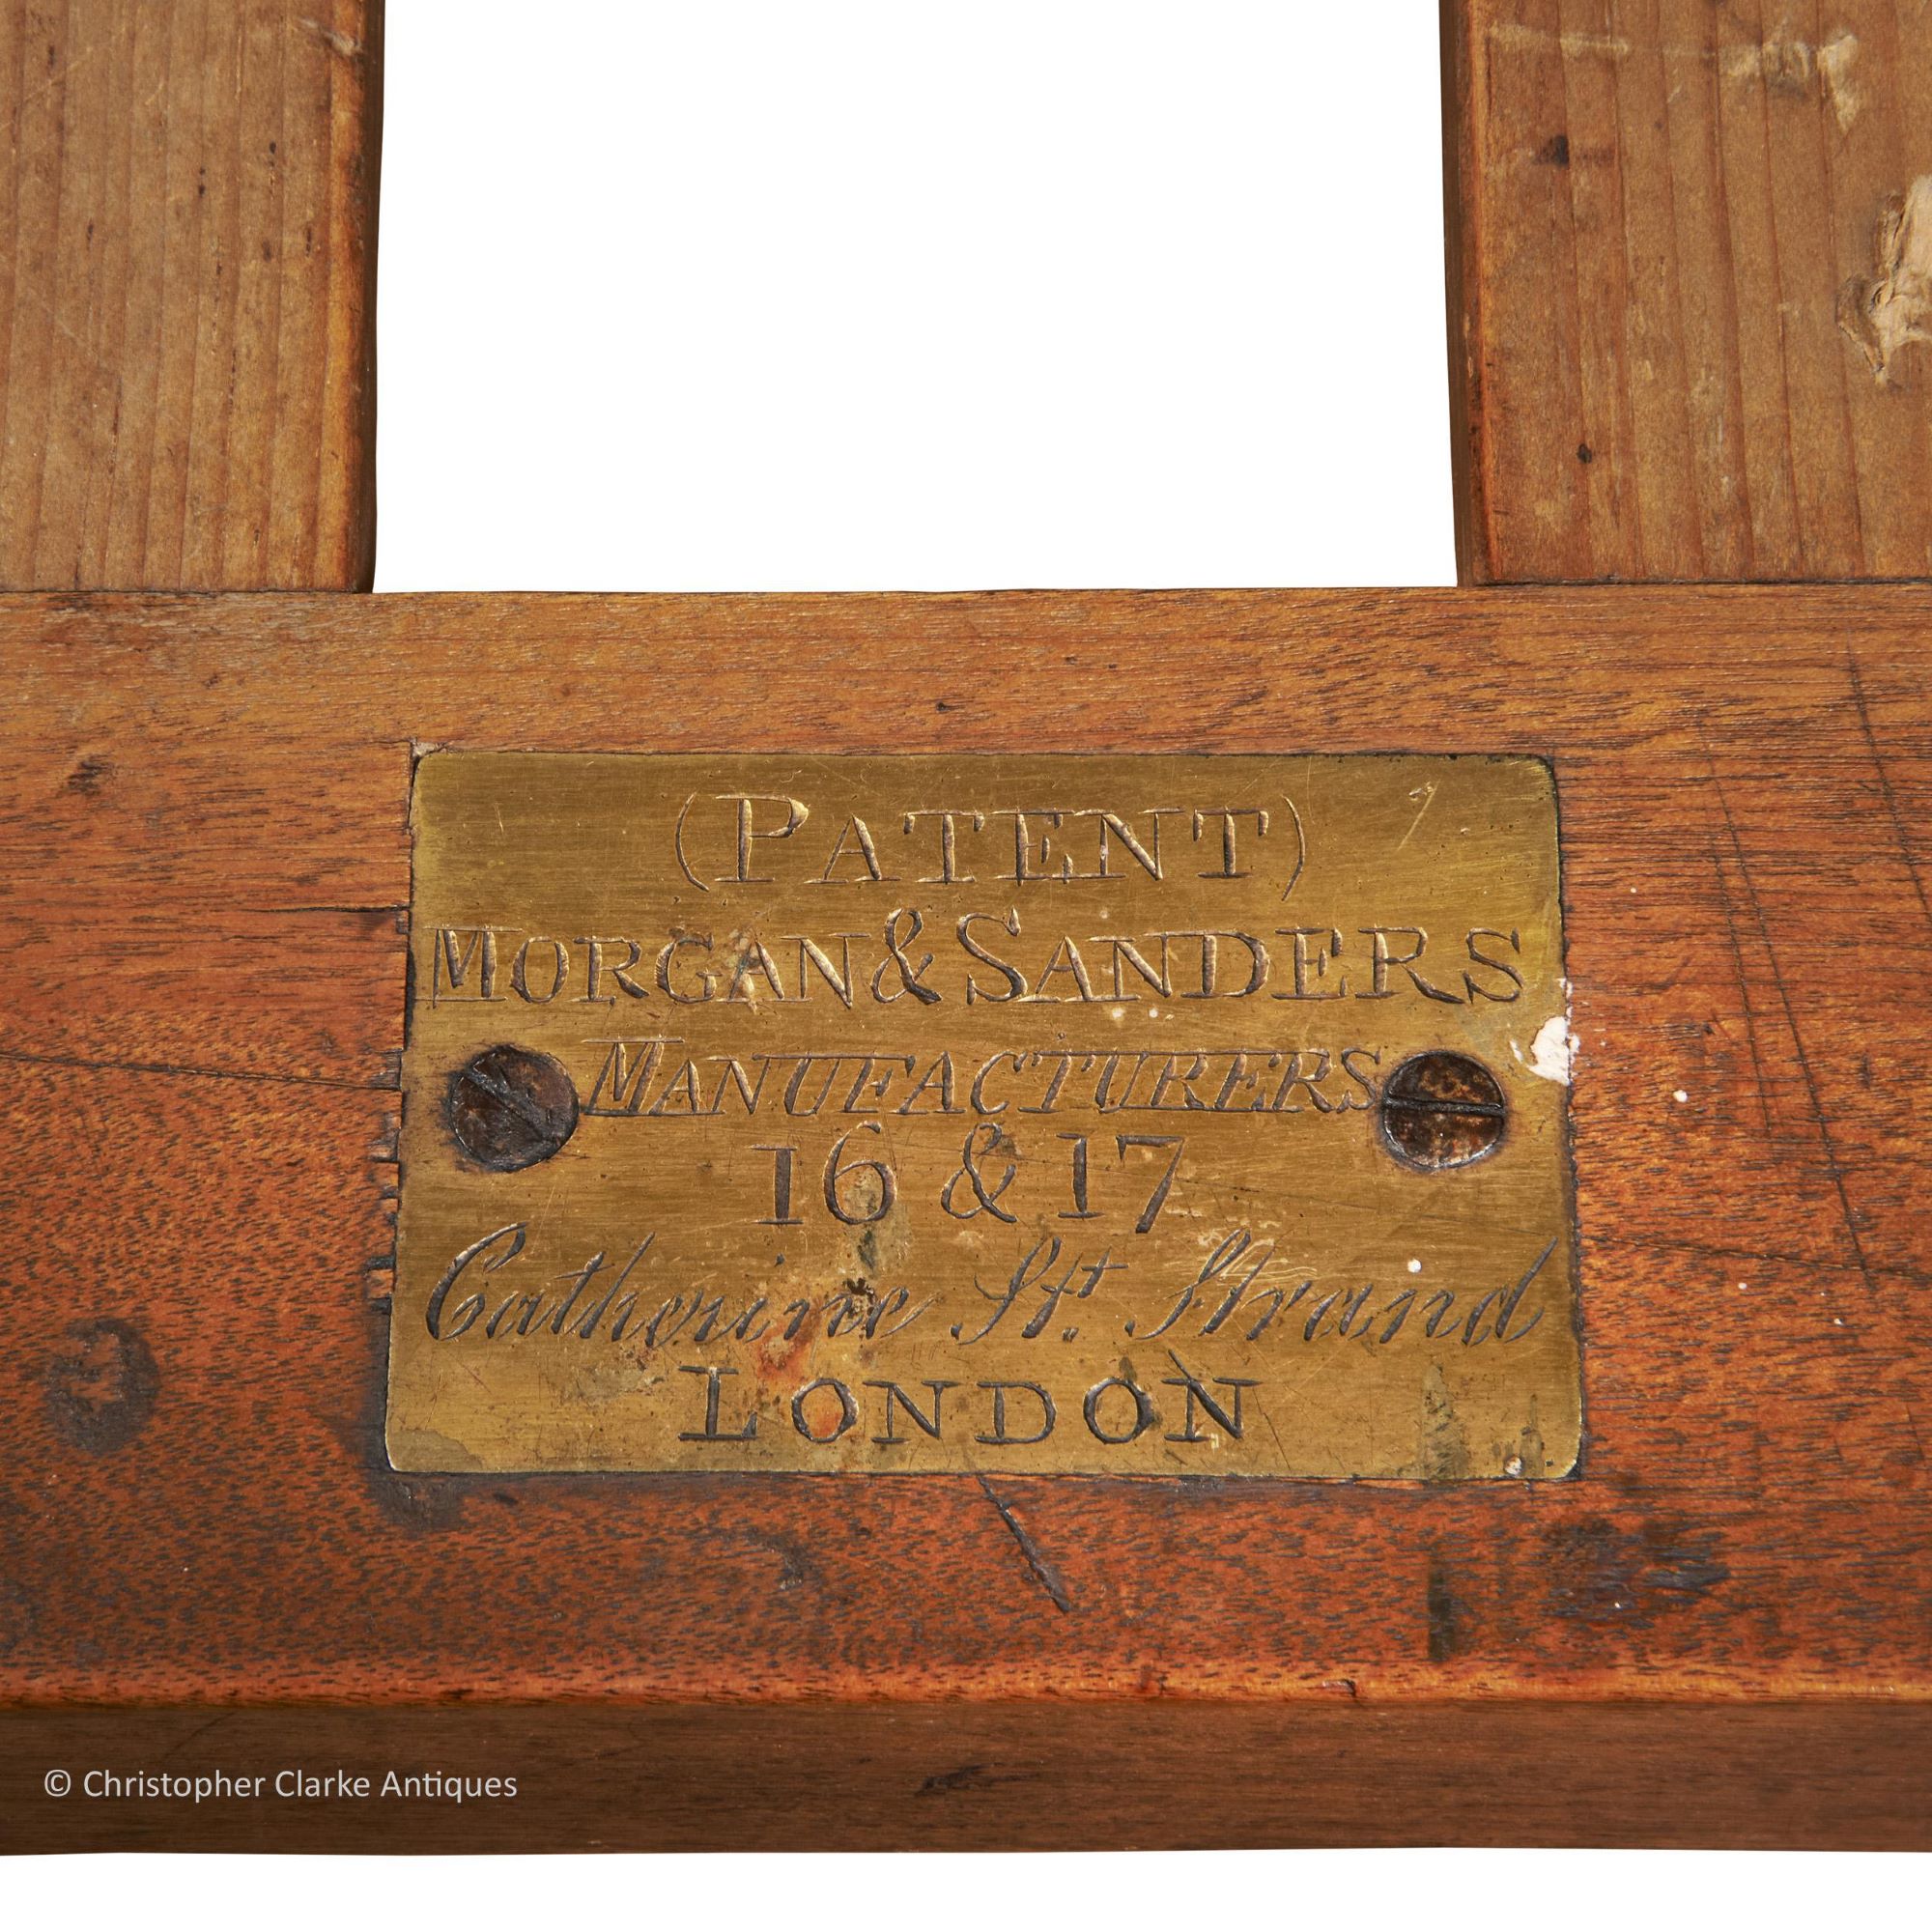 (PATENT)
MORGAN & SANDERS
MANUFACTURERS
16 & 17
Catherine St. Strand
LONDON
© Christopher Clarke Antiques